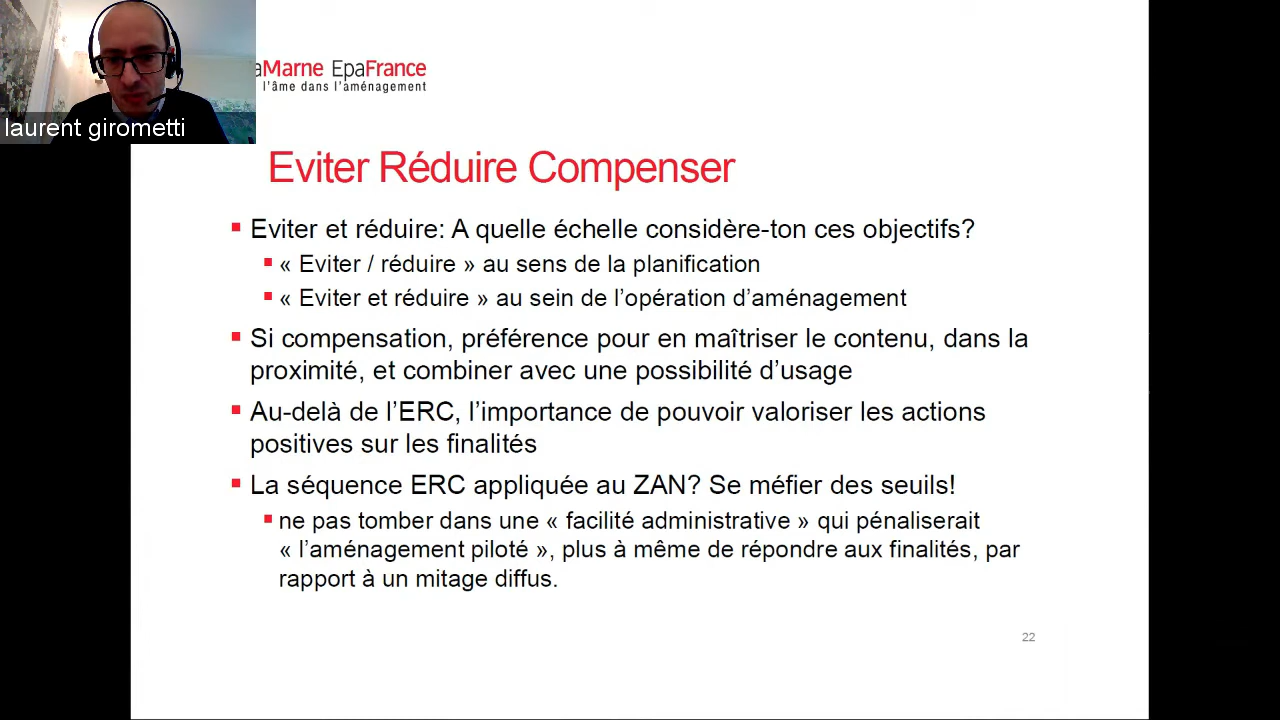 aMarne EpaFrance
l'âme dans l'aménagement
laurent girometti
Eviter Réduire Compenser
Eviter et réduire: A quelle échelle considère-ton ces objectifs?
« Eviter / réduire » au sens de la planification
« Eviter et réduire » au sein de l'opération d'aménagement
Si compensation, préférence pour en maîtriser le contenu, dans la
proximité, et combiner avec une possibilité d'usage
Au-delà de l'ERC, l'importance de pouvoir valoriser les actions
positives sur les finalités
La séquence ERC appliquée au ZAN? Se méfier des seuils!
ne pas tomber dans une « facilité administrative » qui pénaliserait
« l'aménagement piloté », plus à même de répondre aux finalités, par
rapport à un mitage diffus.
22